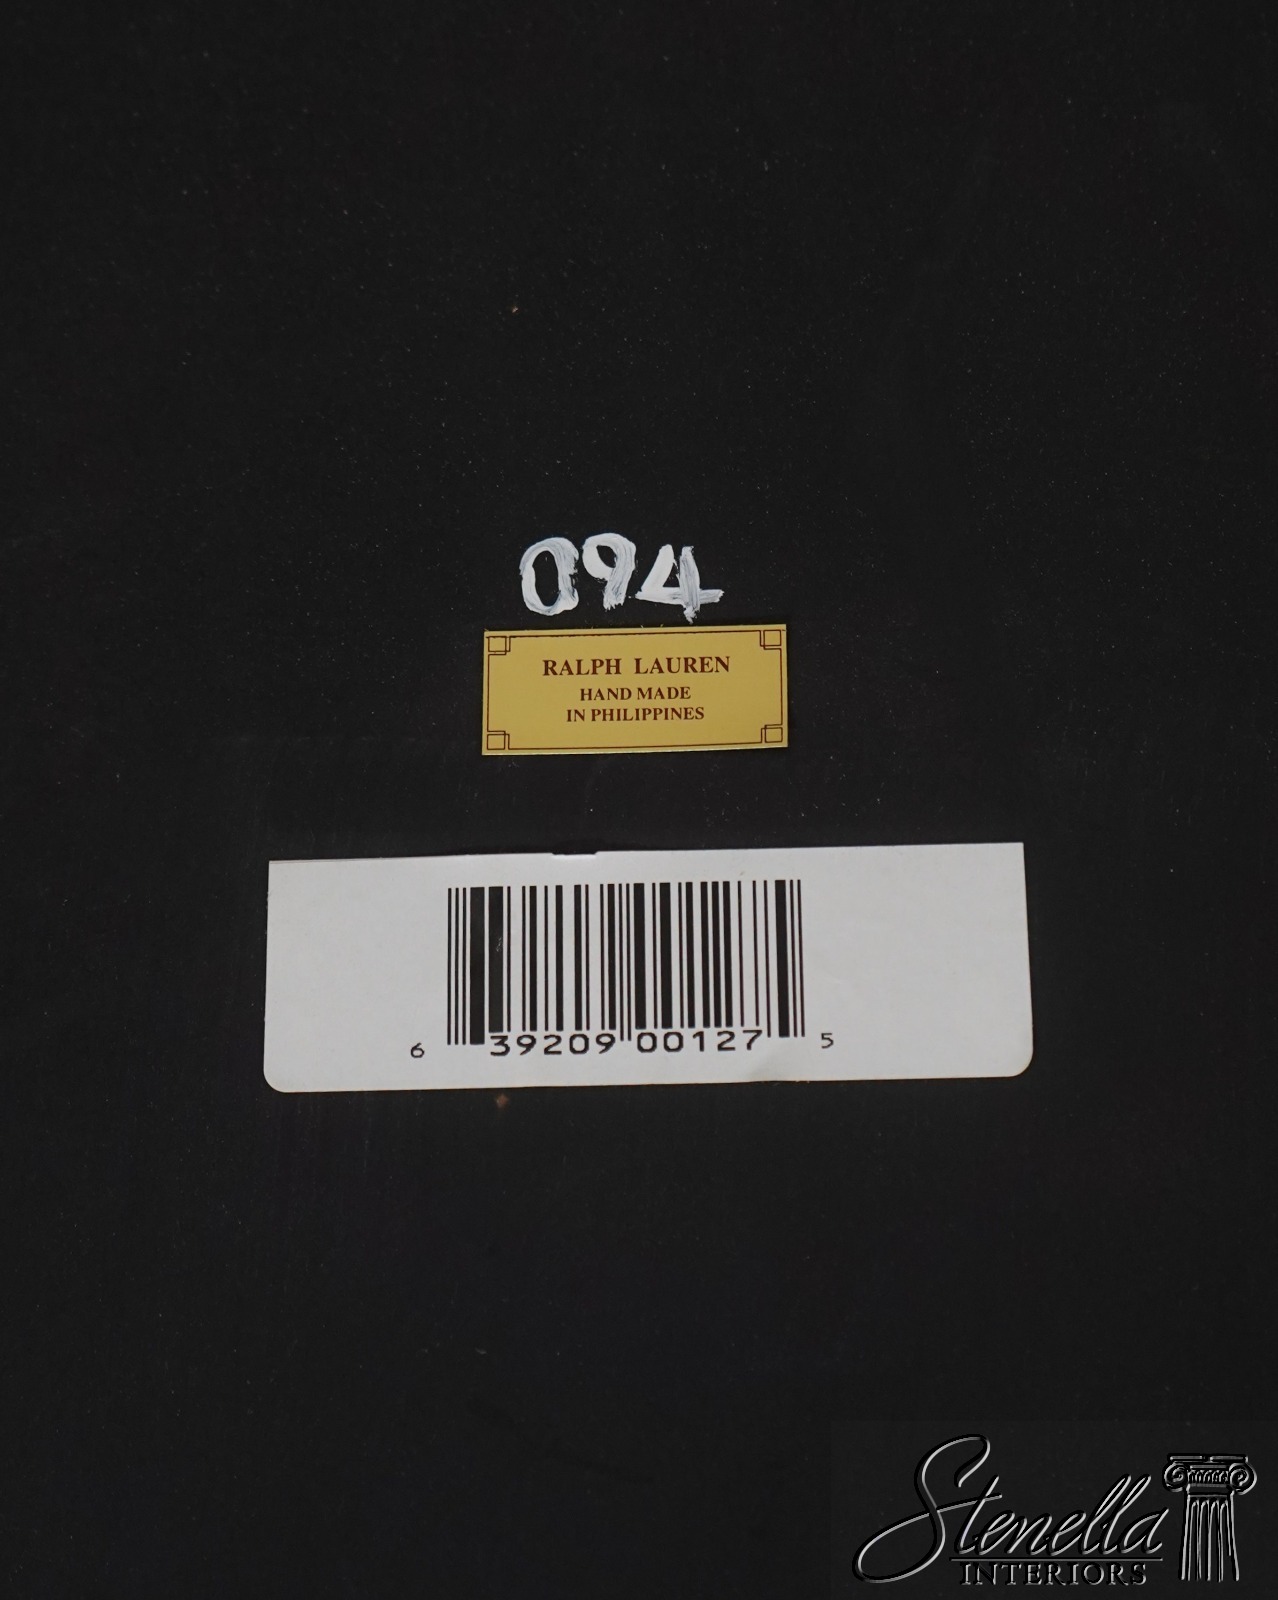 094
RALPH LAUREN
HAND MADE
IN PHILIPPINES
6 39209 00127 5
Stenella
INTERIORS